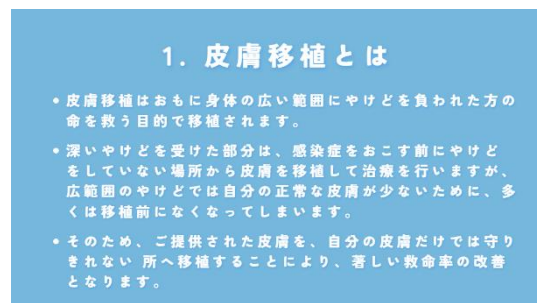 1. 皮膚移植とは
• 皮膚移植はおもに身体の広い範囲にやけどを負われた方の
命を救う目的で移植されます。
• 深いやけどを受けた部分は、感染症をおこす前にやけど
をしていない場所から皮膚を移植して治療を行いますが、
広範囲のやけどでは自分の正常な皮膚が少ないために、多
くは移植前になくなってしまいます。
• そのため、ご提供された皮膚を、自分の皮膚だけでは守り
きれない 所へ移植することにより、著しい救命率の改善
となります。